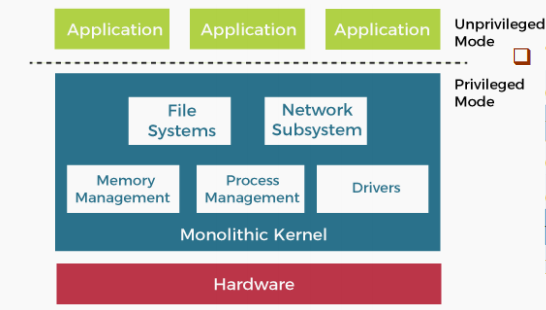 Application Application Application
Unprivileged
Mode
Privileged
Mode
File
Systems
Network
Subsystem
Memory
Management
Process
Management
Drivers
Monolithic Kernel
Hardware